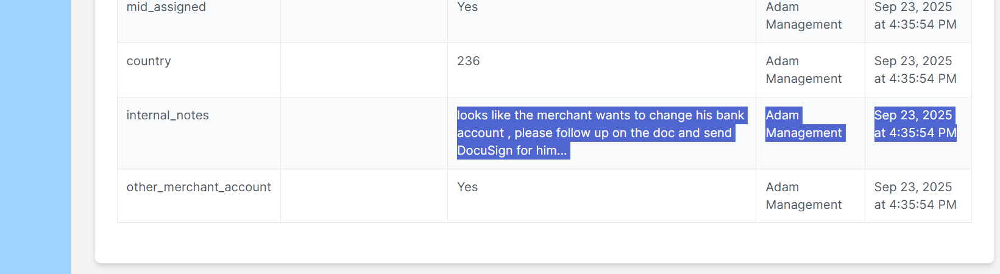 mid_assigned Yes Adam Sep 23, 2025
Management at 4:35:54 PM
country 236 Adam Sep 23, 2025
Management at 4:35:54 PM
internal_notes looks like the merchant wants to change his bank Adam Sep 23, 2025
account , please follow up on the doc and send Management at 4:35:54 PM
DocuSign for him...
other_merchant_account Yes Adam Sep 23, 2025
Management at 4:35:54 PM